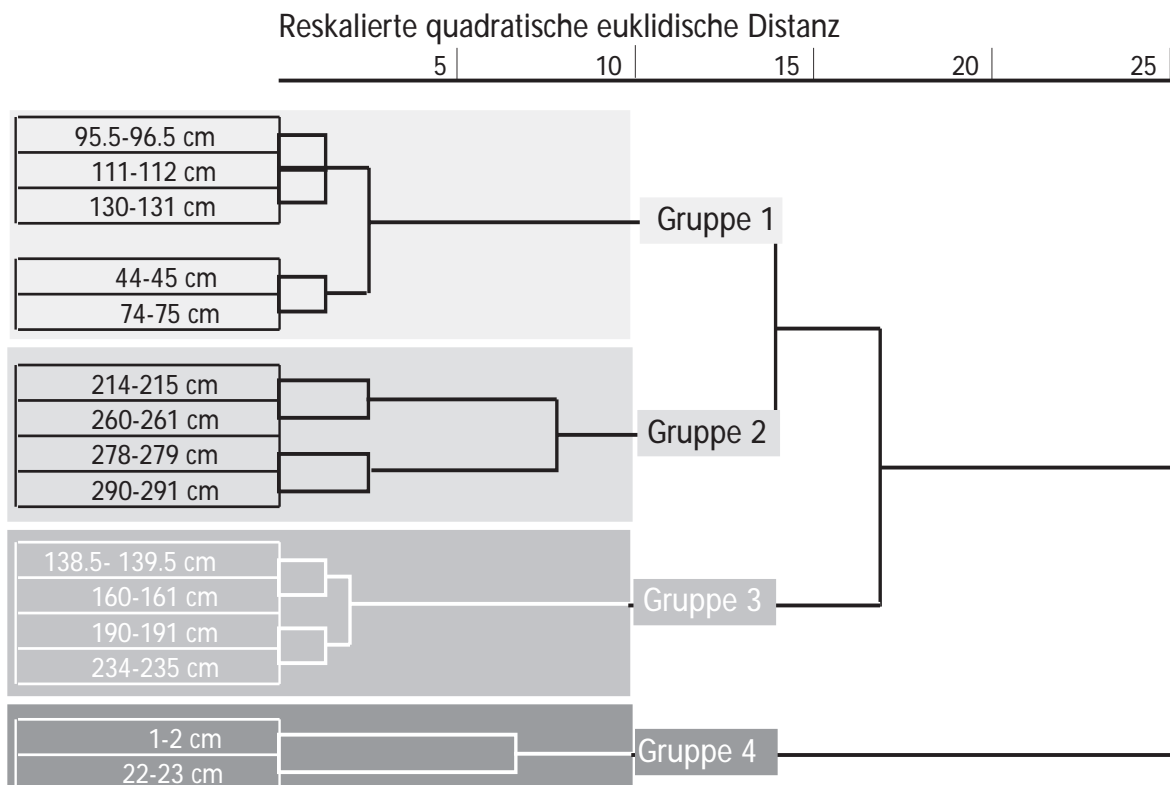 Reskalierte quadratische euklidische Distanz
5 10 15 20 25
95.5-96.5 cm
111-112 cm
130-131 cm
Gruppe 1
44-45 cm
74-75 cm
214-215 cm
260-261 cm
Gruppe 2
278-279 cm
290-291 cm
138.5- 139.5 cm
160-161 cm
Gruppe 3
190-191 cm
234-235 cm
1-2 cm
Gruppe 4
22-23 cm